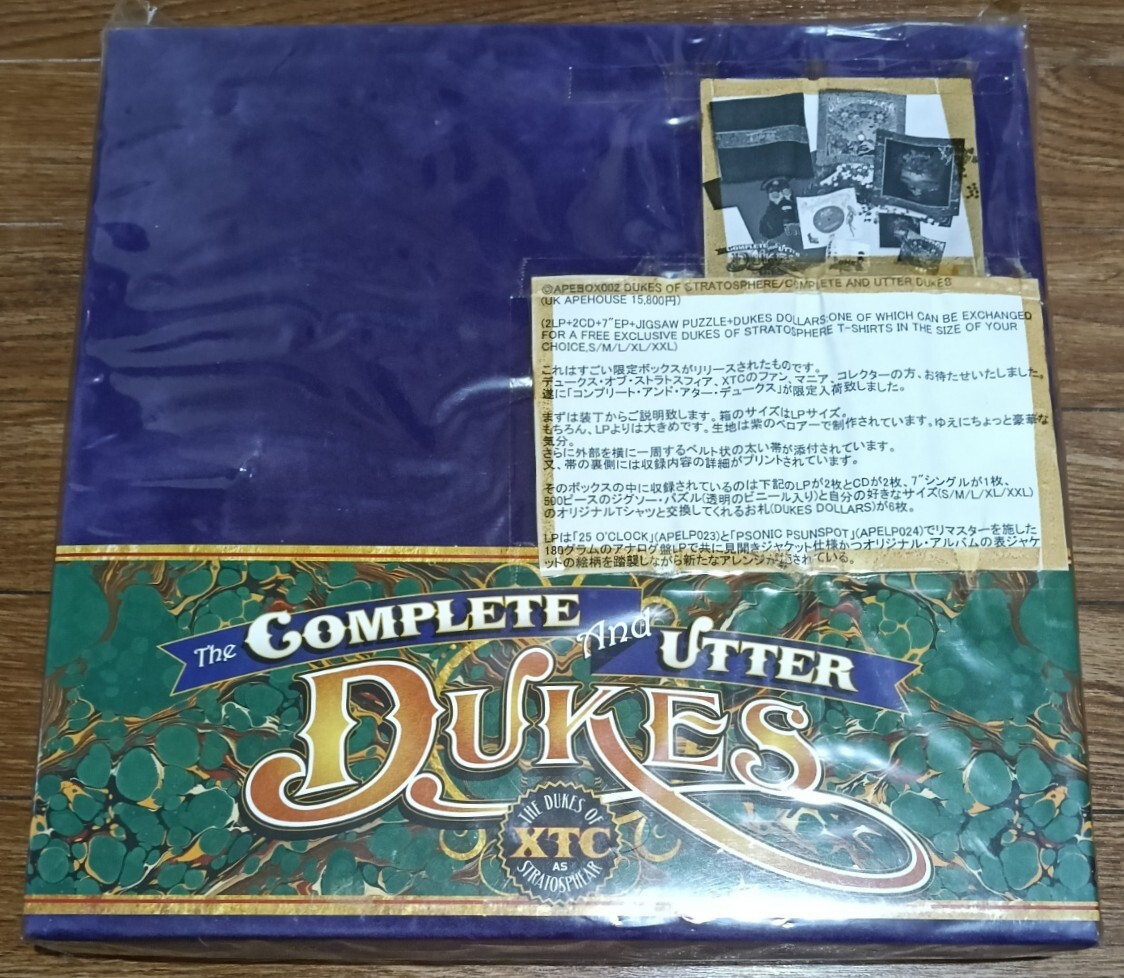 ©APEBOX002 DUKES OF STRATOSPHERE/COMPLETE AND UTTER DUKES
(UK APEHOUSE 15,800円)
(2LP+2CD+7"EP+JIGSAW PUZZLE+DUKES DOLLARS:ONE OF WHICH CAN BE EXCHANGED
FOR A FREE EXCLUSIVE DUKES OF STRATOSPHERE T-SHIRTS IN THE SIZE OF YOUR
CHOICE,S/M/L/XL/XXL)
これはすごい限定ボックスがリリースされたものです。
デュークス・オブ・ストラトスフィア、XTCのファン、マニア、コレクターの方、お待たせいたしました。
遂に「コンプリート・アンド・アター・デュークス」が限定入荷致しました。
まずは装丁からご説明致します。箱のサイズはLPサイズ。
もちろん、LPよりは大きめです。生地は紫のベロアーで制作されています。ゆえにちょっと豪華な
気分。
さらに外部を横に一周するベルト状の太い帯が添付されています。
又、帯の裏側には収録内容の詳細がプリントされています。
そのボックスの中に収録されているのは下記のLPが2枚とCDが2枚、7"シングルが1枚、
500ピースのジグソー・パズル(透明のビニール入り)と自分の好きなサイズ(S/M/L/XL/XXL)
のオリジナルTシャツと交換してくれるお札(DUKES DOLLARS)が6枚。
LPは「25 O'CLOCK」(APELP023)と「PSONIC PSUNSPOT」(APELP024)でリマスターを施した
180グラムのアナログ盤LPで共に見開きジャケット仕様かつオリジナル・アルバムの表ジャケ
ットの絵柄を踏襲しながら新たなアレンジが施されている。
The COMPLETE And UTTER
DUKES
THE DUKES OF
XTC
AS
STRATOSPHEAR